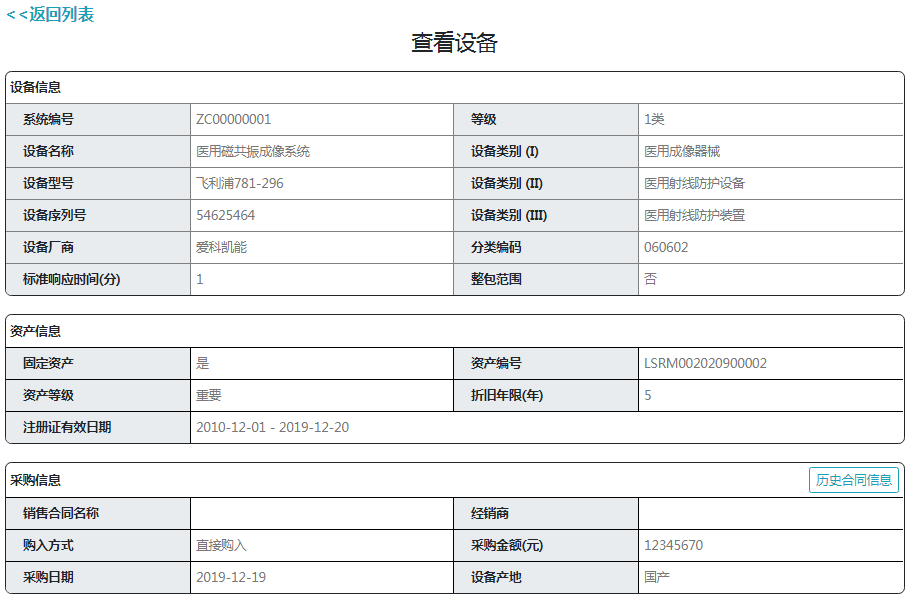 <<返回列表
查看设备
设备信息
系统编号 ZC00000001 等级 1类
设备名称 医用磁共振成像系统 设备类别 (I) 医用成像器械
设备型号 飞利浦781-296 设备类别 (II) 医用射线防护设备
设备序列号 54625464 设备类别 (III) 医用射线防护装置
设备厂商 爱科凯能 分类编码 060602
标准响应时间(分) 1 整包范围 否
资产信息
固定资产 是 资产编号 LSRM002020900002
资产等级 重要 折旧年限(年) 5
注册证有效日期 2010-12-01 - 2019-12-20
采购信息 历史合同信息
销售合同名称 经销商
购入方式 直接购入 采购金额(元) 12345670
采购日期 2019-12-19 设备产地 国产